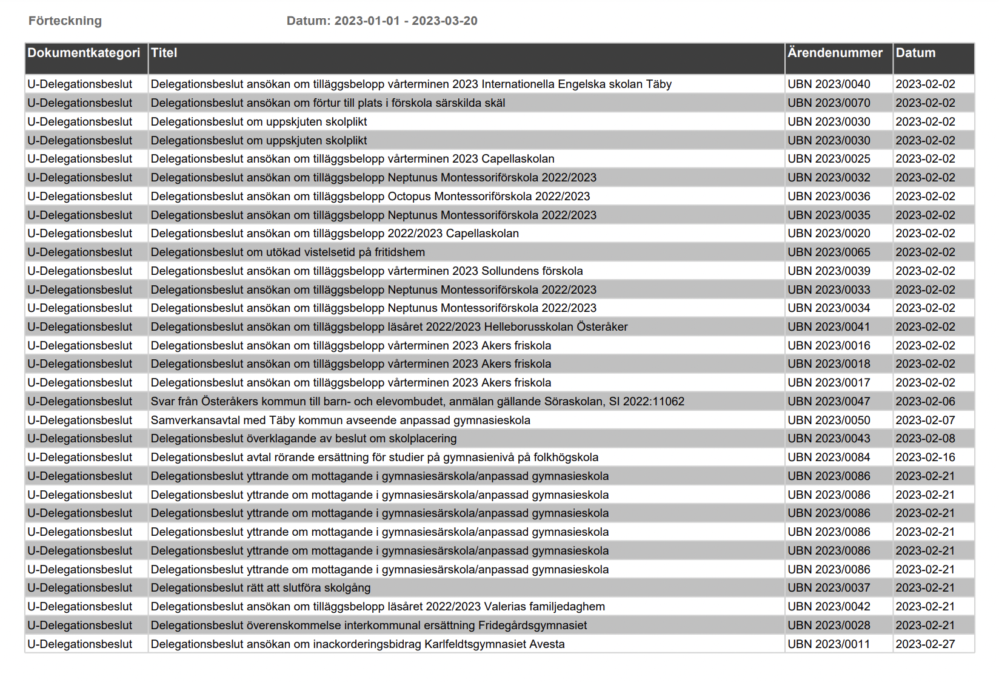 Förteckning Datum: 2023-01-01 - 2023-03-20
Dokumentkategori Titel Ärendenummer Datum
U-Delegationsbeslut Delegationsbeslut ansökan om tilläggsbelopp vårterminen 2023 Internationella Engelska skolan Täby UBN 2023/0040 2023-02-02
U-Delegationsbeslut Delegationsbeslut ansökan om förtur till plats i förskola särskilda skäl UBN 2023/0070 2023-02-02
U-Delegationsbeslut Delegationsbeslut om uppskjuten skolplikt UBN 2023/0030 2023-02-02
U-Delegationsbeslut Delegationsbeslut om uppskjuten skolplikt UBN 2023/0030 2023-02-02
U-Delegationsbeslut Delegationsbeslut ansökan om tilläggsbelopp vårterminen 2023 Capellaskolan UBN 2023/0025 2023-02-02
U-Delegationsbeslut Delegationsbeslut ansökan om tilläggsbelopp Neptunus Montessoriförskola 2022/2023 UBN 2023/0032 2023-02-02
U-Delegationsbeslut Delegationsbeslut ansökan om tilläggsbelopp Octopus Montessoriförskola 2022/2023 UBN 2023/0036 2023-02-02
U-Delegationsbeslut Delegationsbeslut ansökan om tilläggsbelopp Neptunus Montessoriförskola 2022/2023 UBN 2023/0035 2023-02-02
U-Delegationsbeslut Delegationsbeslut ansökan om tilläggsbelopp 2022/2023 Capellaskolan UBN 2023/0020 2023-02-02
U-Delegationsbeslut Delegationsbeslut om utökad vistelsetid på fritidshem UBN 2023/0065 2023-02-02
U-Delegationsbeslut Delegationsbeslut ansökan om tilläggsbelopp vårterminen 2023 Sollundens förskola UBN 2023/0039 2023-02-02
U-Delegationsbeslut Delegationsbeslut ansökan om tilläggsbelopp Neptunus Montessoriförskola 2022/2023 UBN 2023/0033 2023-02-02
U-Delegationsbeslut Delegationsbeslut ansökan om tilläggsbelopp Neptunus Montessoriförskola 2022/2023 UBN 2023/0034 2023-02-02
U-Delegationsbeslut Delegationsbeslut ansökan om tilläggsbelopp läsåret 2022/2023 Helleborusskolan Österåker UBN 2023/0041 2023-02-02
U-Delegationsbeslut Delegationsbeslut ansökan om tilläggsbelopp vårterminen 2023 Akers friskola UBN 2023/0016 2023-02-02
U-Delegationsbeslut Delegationsbeslut ansökan om tilläggsbelopp vårterminen 2023 Akers friskola UBN 2023/0018 2023-02-02
U-Delegationsbeslut Delegationsbeslut ansökan om tilläggsbelopp vårterminen 2023 Akers friskola UBN 2023/0017 2023-02-02
U-Delegationsbeslut Svar från Österåkers kommun till barn- och elevombudet, anmälan gällande Söraskolan, SI 2022:11062 UBN 2023/0047 2023-02-06
U-Delegationsbeslut Samverkansavtal med Täby kommun avseende anpassad gymnasieskola UBN 2023/0050 2023-02-07
U-Delegationsbeslut Delegationsbeslut överklagande av beslut om skolplacering UBN 2023/0043 2023-02-08
U-Delegationsbeslut Delegationsbeslut avtal rörande ersättning för studier på gymnasienivå på folkhögskola UBN 2023/0084 2023-02-16
U-Delegationsbeslut Delegationsbeslut yttrande om mottagande i gymnasiesärskola/anpassad gymnasieskola UBN 2023/0086 2023-02-21
U-Delegationsbeslut Delegationsbeslut yttrande om mottagande i gymnasiesärskola/anpassad gymnasieskola UBN 2023/0086 2023-02-21
U-Delegationsbeslut Delegationsbeslut yttrande om mottagande i gymnasiesärskola/anpassad gymnasieskola UBN 2023/0086 2023-02-21
U-Delegationsbeslut Delegationsbeslut yttrande om mottagande i gymnasiesärskola/anpassad gymnasieskola UBN 2023/0086 2023-02-21
U-Delegationsbeslut Delegationsbeslut yttrande om mottagande i gymnasiesärskola/anpassad gymnasieskola UBN 2023/0086 2023-02-21
U-Delegationsbeslut Delegationsbeslut yttrande om mottagande i gymnasiesärskola/anpassad gymnasieskola UBN 2023/0086 2023-02-21
U-Delegationsbeslut Delegationsbeslut rätt att slutföra skolgång UBN 2023/0037 2023-02-21
U-Delegationsbeslut Delegationsbeslut ansökan om tilläggsbelopp läsåret 2022/2023 Valerias familjedaghem UBN 2023/0042 2023-02-21
U-Delegationsbeslut Delegationsbeslut överenskommelse interkommunal ersättning Fridegårdsgymnasiet UBN 2023/0028 2023-02-21
U-Delegationsbeslut Delegationsbeslut ansökan om inackorderingsbidrag Karlfeldtsgymnasiet Avesta UBN 2023/0011 2023-02-27